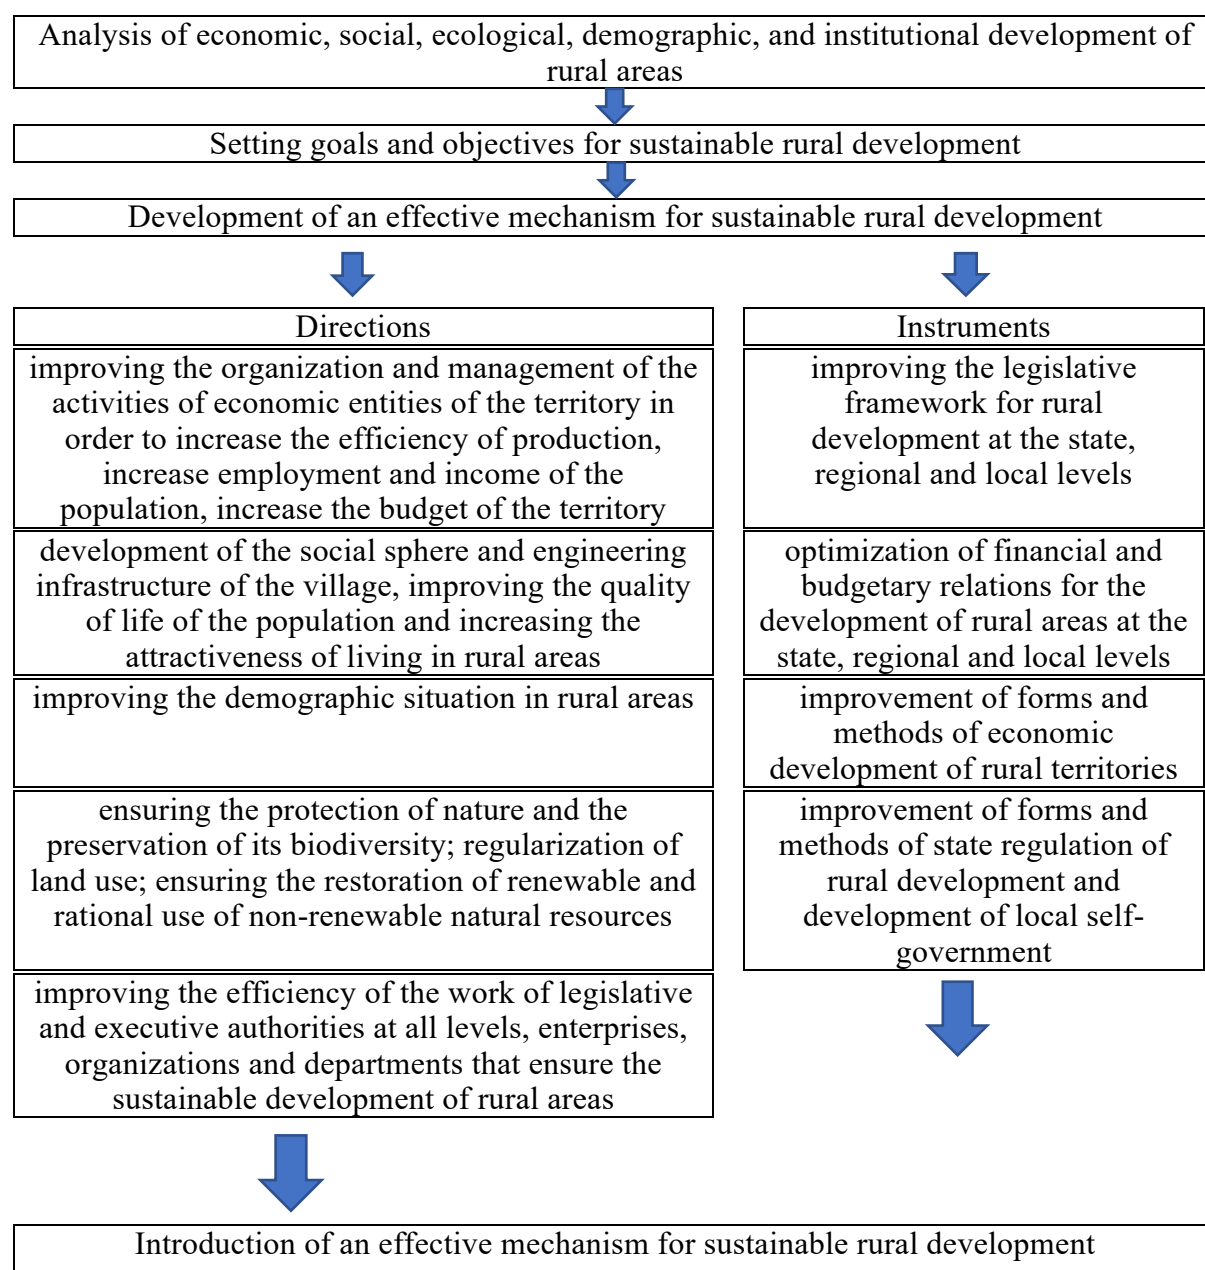 Analysis of economic, social, ecological, demographic, and institutional development of
rural areas
Setting goals and objectives for sustainable rural development
Development of an effective mechanism for sustainable rural development
Directions
improving the organization and management of the
activities of economic entities of the territory in
order to increase the efficiency of production,
increase employment and income of the
population, increase the budget of the territory
development of the social sphere and engineering
infrastructure of the village, improving the quality
of life of the population and increasing the
attractiveness of living in rural areas
improving the demographic situation in rural areas
ensuring the protection of nature and the
preservation of its biodiversity; regularization of
land use; ensuring the restoration of renewable and
rational use of non-renewable natural resources
improving the efficiency of the work of legislative
and executive authorities at all levels, enterprises,
organizations and departments that ensure the
sustainable development of rural areas
Instruments
improving the legislative
framework for rural
development at the state,
regional and local levels
optimization of financial and
budgetary relations for the
development of rural areas at the
state, regional and local levels
improvement of forms and
methods of economic
development of rural territories
improvement of forms and
methods of state regulation of
rural development and
development of local self-
government
Introduction of an effective mechanism for sustainable rural development